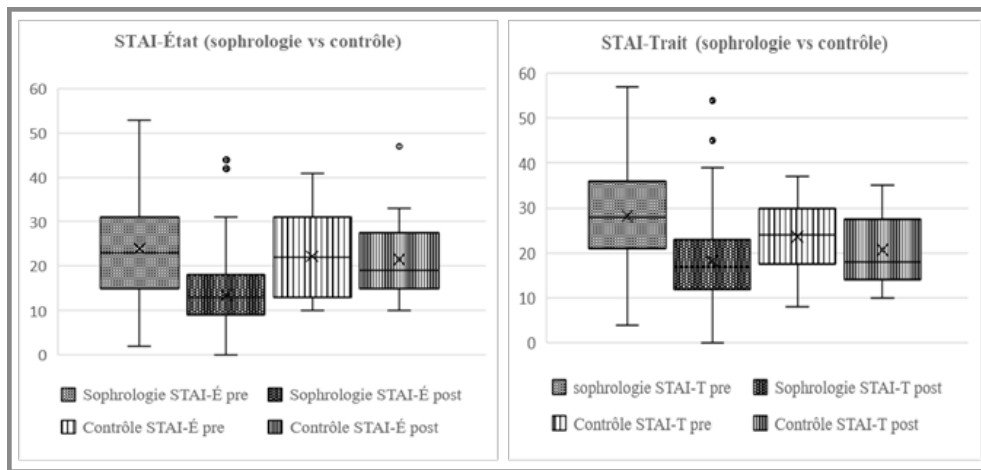 STAI-État (sophrologie vs contrôle)
60
50
40
30
20
10
0
Sophrologie STAI-É pre
Sophrologie STAI-É post
Contrôle STAI-É pre
Contrôle STAI-É post
STAI-Trait (sophrologie vs contrôle)
60
50
40
30
20
10
0
sophrologie STAI-T pre
Sophrologie STAI-T post
Contrôle STAI-T pre
Contrôle STAI-T post